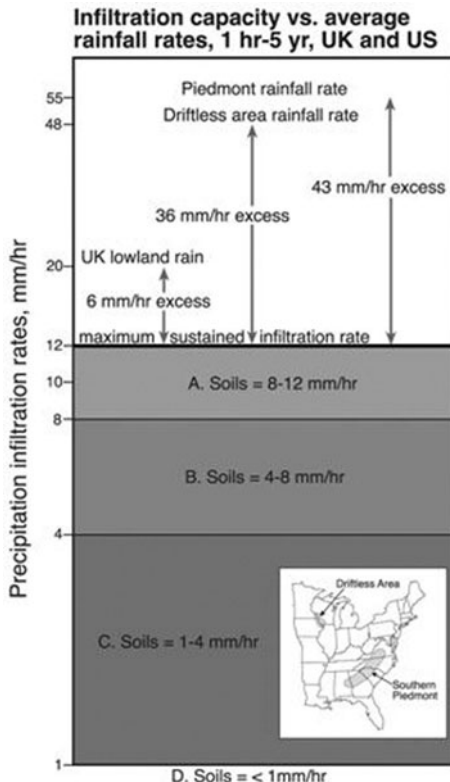 Infiltration capacity vs. average
rainfall rates, 1 hr-5 yr, UK and US
Precipitation infiltration rates, mm/hr
55
48
20
12
10
8
4
1
Piedmont rainfall rate
Driftless area rainfall rate
43 mm/hr excess
36 mm/hr excess
UK lowland rain
6 mm/hr excess
maximum sustained infiltration rate
A. Soils = 8-12 mm/hr
B. Soils = 4-8 mm/hr
C. Soils = 1-4 mm/hr
Driftless Area
Southern
Piedmont
D. Soils = < 1mm/hr